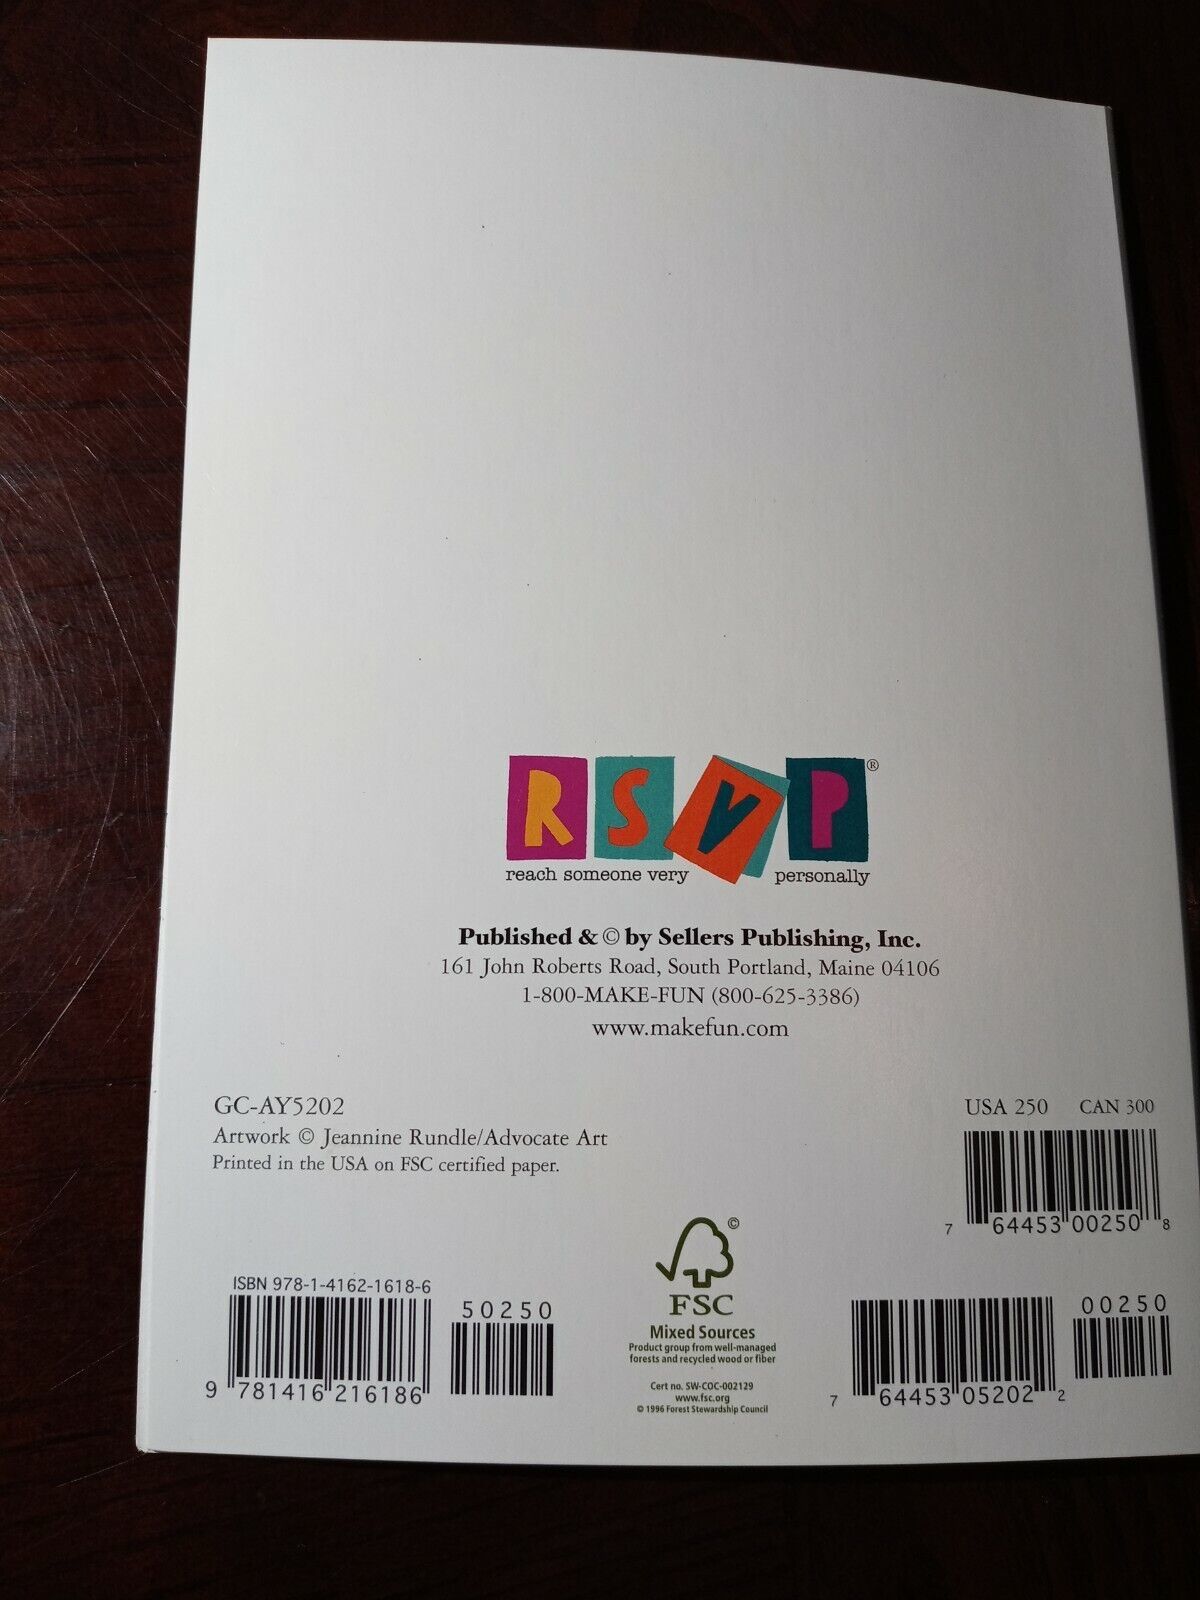 RSVP®
reach someone very personally
Published & © by Sellers Publishing, Inc.
161 John Roberts Road, South Portland, Maine 04106
1-800-MAKE-FUN (800-625-3386)
www.makefun.com
GC-AY5202
Artwork © Jeannine Rundle/Advocate Art
Printed in the USA on FSC certified paper.
USA 250 CAN 300
7 64453 00250 8
ISBN 978-1-4162-1618-6
50250
9 781416 216186
©
FSC
Mixed Sources
Product group from well-managed
forests and recycled wood or fiber
Cert no. SW-COC-002129
www.fsc.org
© 1996 Forest Stewardship Council
00250
7 64453 05202 2